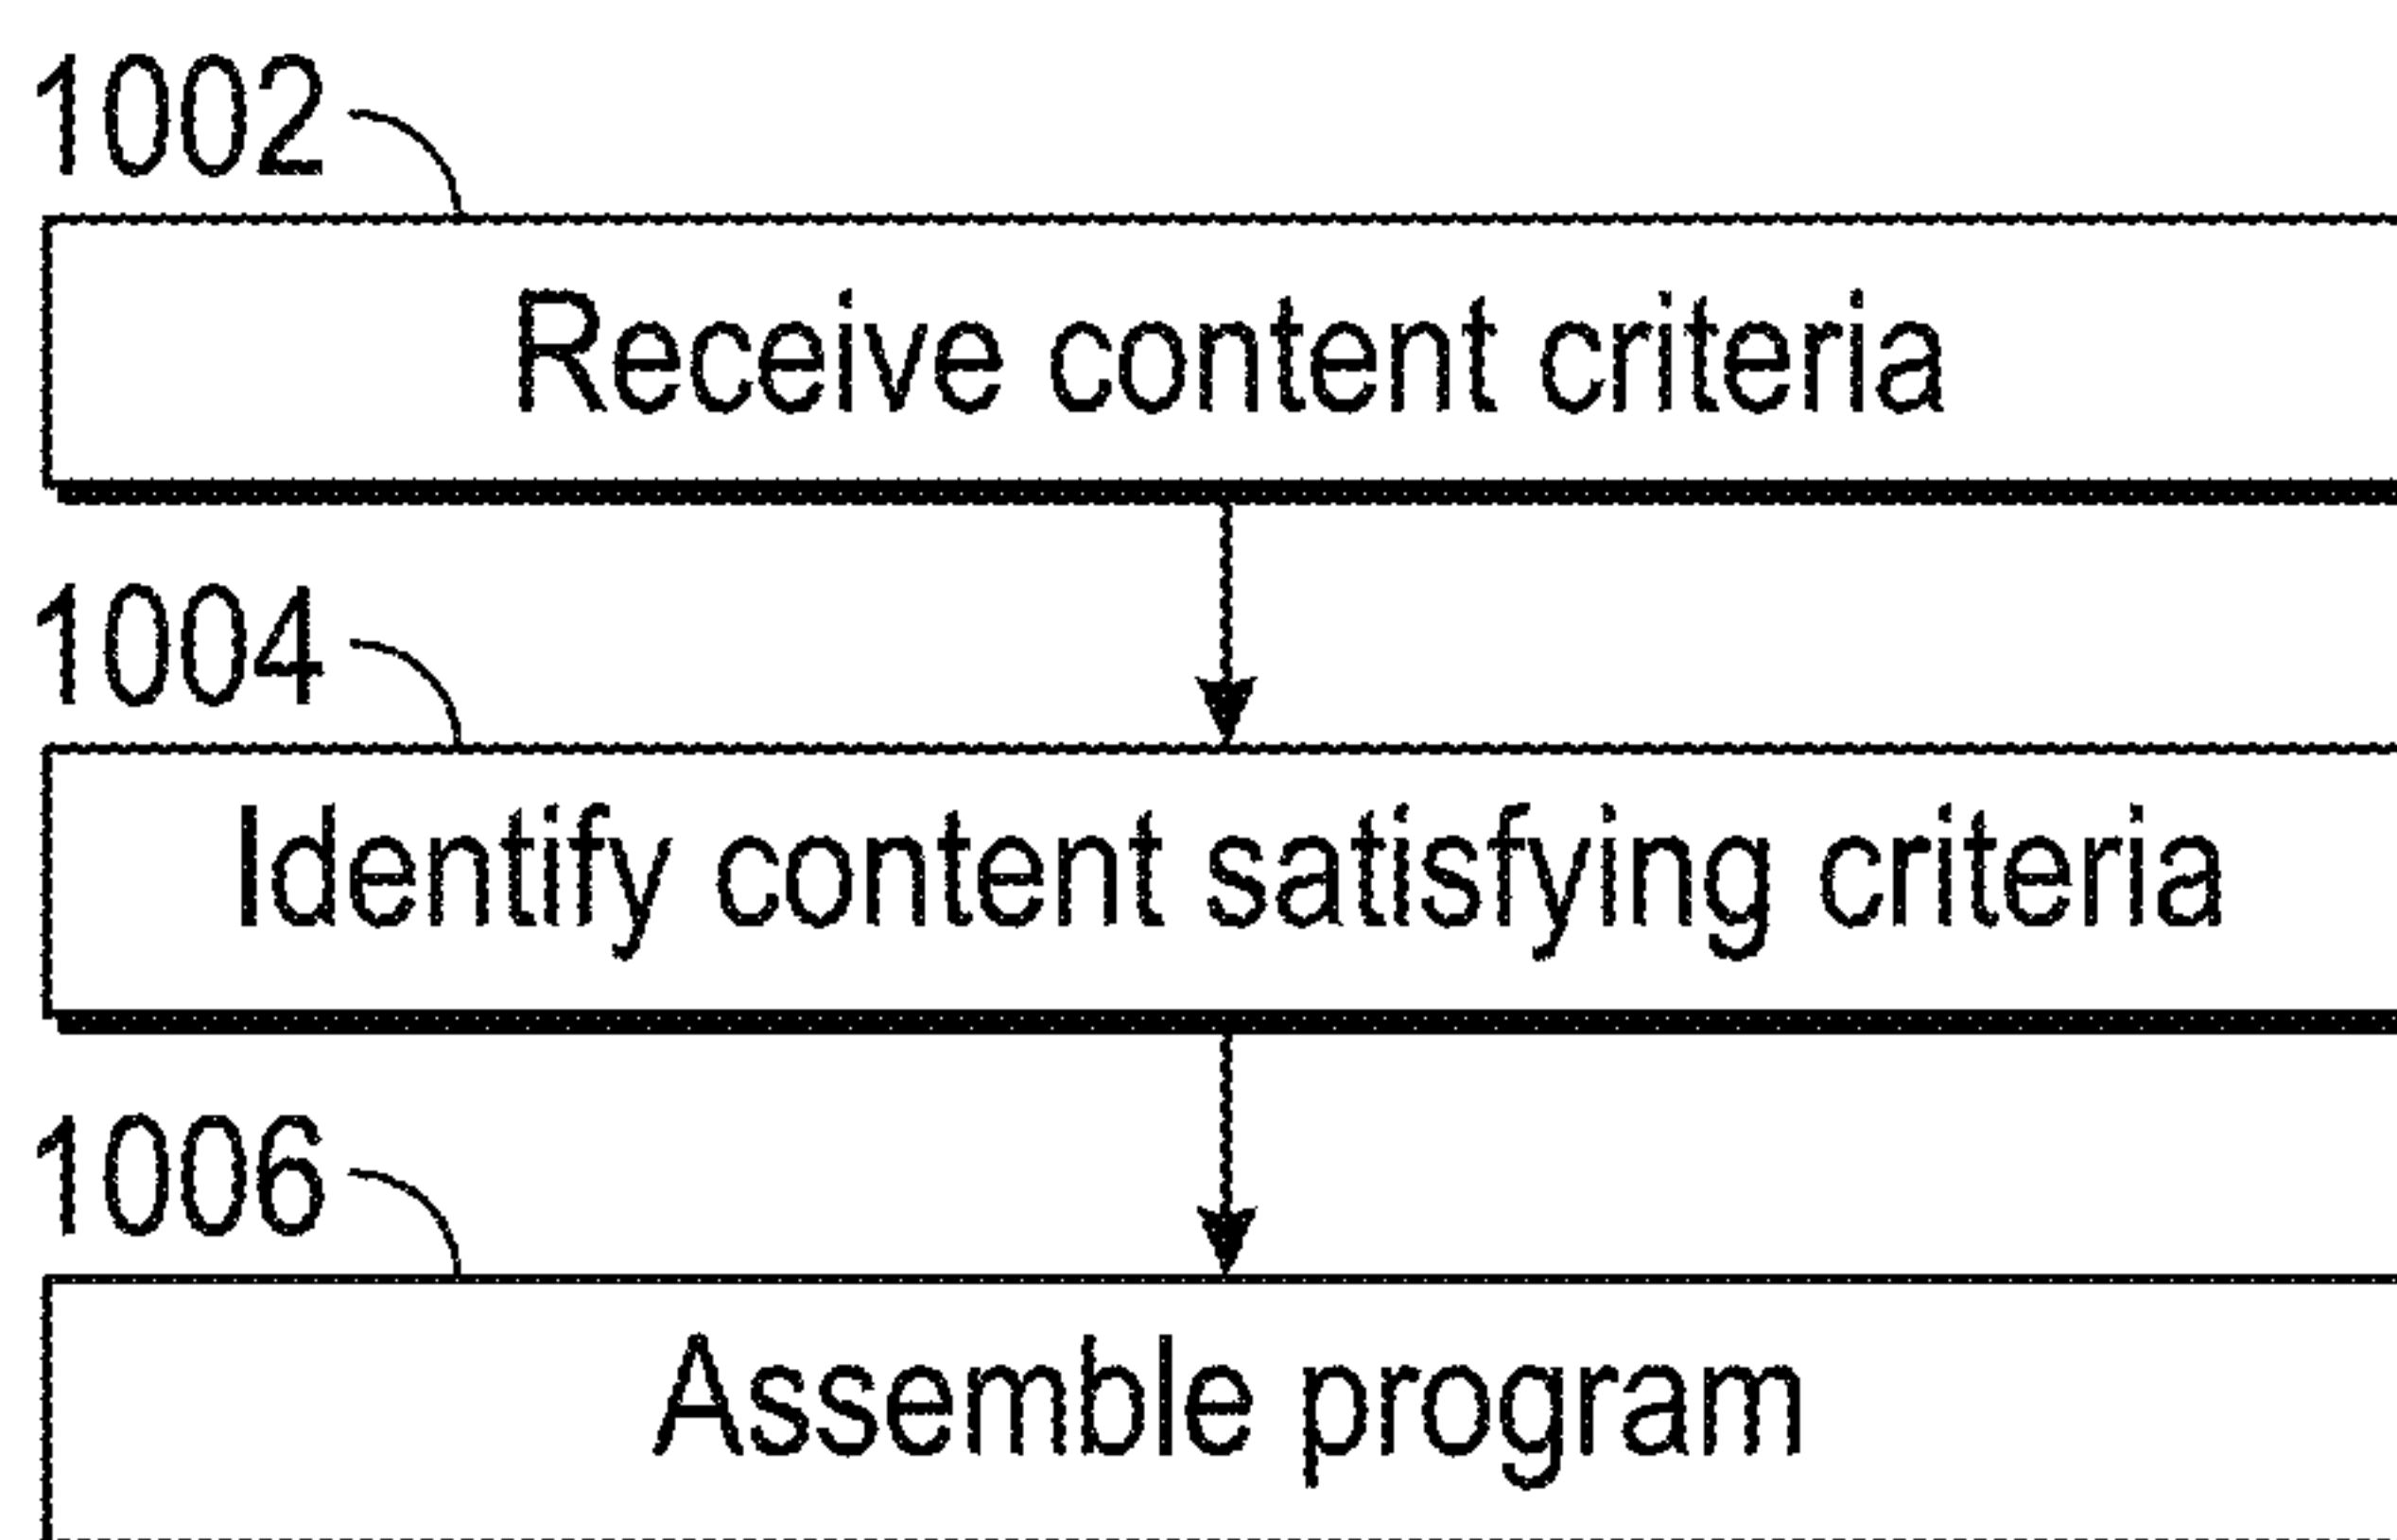 1002
Receive content criteria
1004
Identify content satisfying criteria
1006
Assemble program